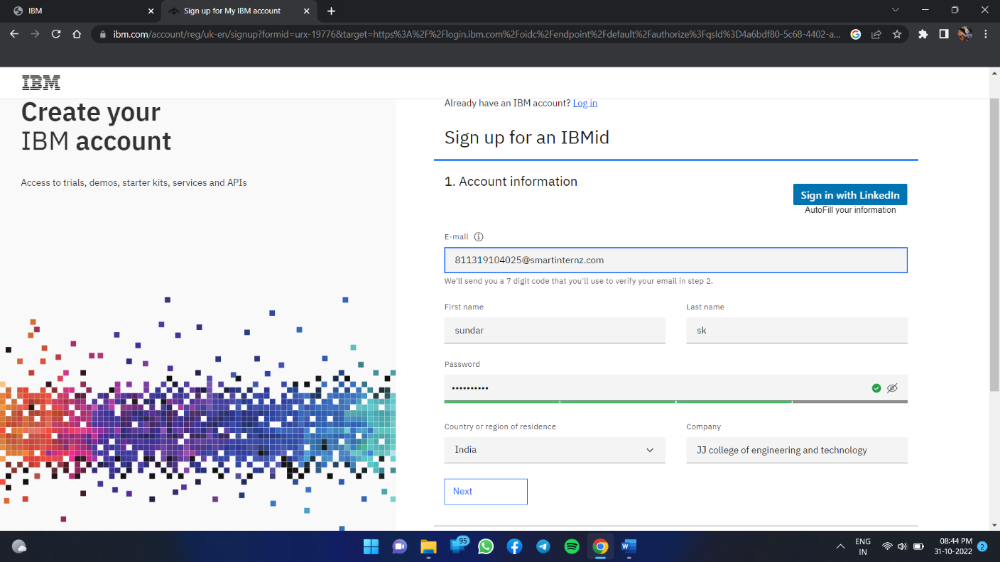 IBM
Sign up for My IBM account
ibm.com/account/reg/uk-en/signup?formid=urx-19776&target=https%3A%2F%2Flogin.ibm.com%2Foidc%2Fendpoint%2Fdefault%2Fauthorize%3FqsId%3D4a6bdf80-5c68-4402-a...
IBM
Create your
IBM account
Access to trials, demos, starter kits, services and APIs
Already have an IBM account? Log in
Sign up for an IBMid
1. Account information
Sign in with LinkedIn
AutoFill your information
E-mail
811319104025@smartinternz.com
We'll send you a 7 digit code that you'll use to verify your email in step 2.
First name
Last name
sundar
sk
Password
••••••••••
Country or region of residence
Company
India
JJ college of engineering and technology
Next
95
ENG
IN
08:44 PM
31-10-2022
2